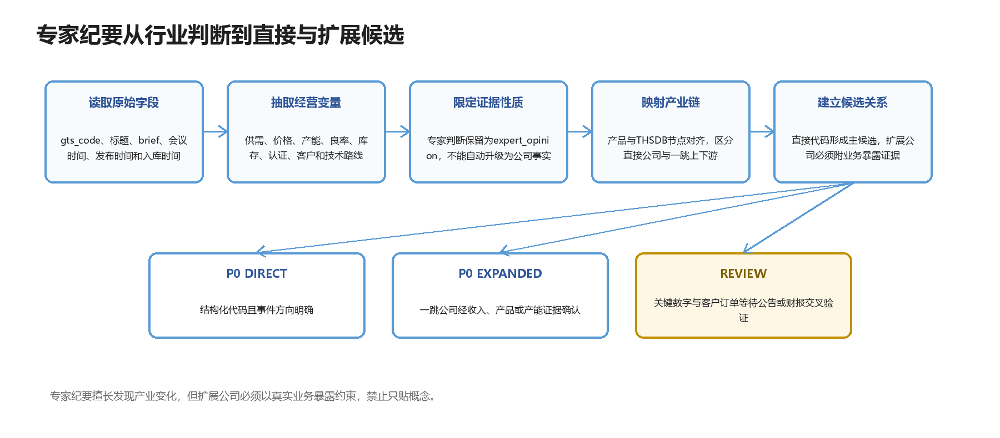 专家纪要从行业判断到直接与扩展候选
读取原始字段
gts_code、标题、brief、会议
时间、发布时间和入库时间
抽取经营变量
供需、价格、产能、良率、库
存、认证、客户和技术路线
限定证据性质
专家判断保留为expert_opini
on，不能自动升级为公司事实
映射产业链
产品与THSDB节点对齐，区分
直接公司与一跳上下游
建立候选关系
直接代码形成主候选，扩展公
司必须附业务暴露证据
P0 DIRECT
结构化代码且事件方向明确
P0 EXPANDED
一跳公司经收入、产品或产能证据确认
REVIEW
关键数字与客户订单等待公告或财报交叉验
证
专家纪要擅长发现产业变化，但扩展公司必须以真实业务暴露约束，禁止只贴概念。